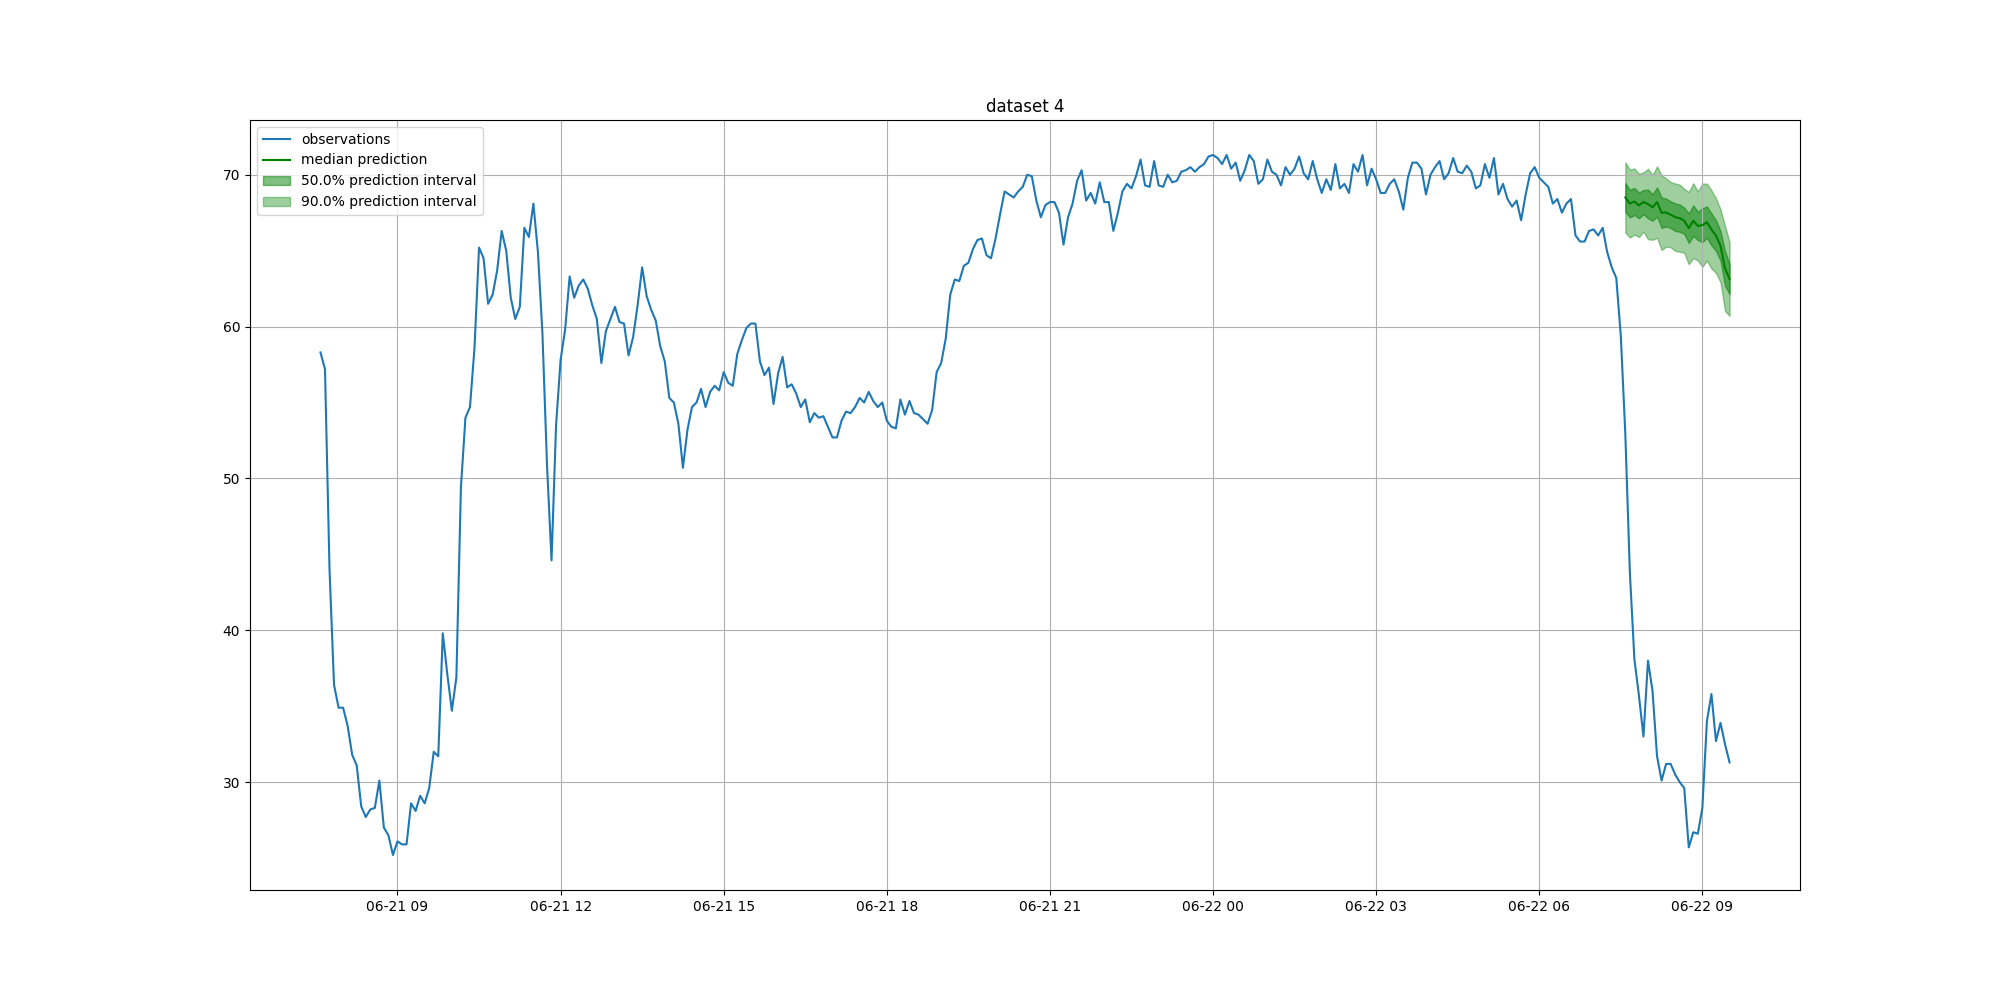 dataset 4
observations
median prediction
50.0% prediction interval
90.0% prediction interval
70
60
50
40
30
06-21 09
06-21 12
06-21 15
06-21 18
06-21 21
06-22 00
06-22 03
06-22 06
06-22 09